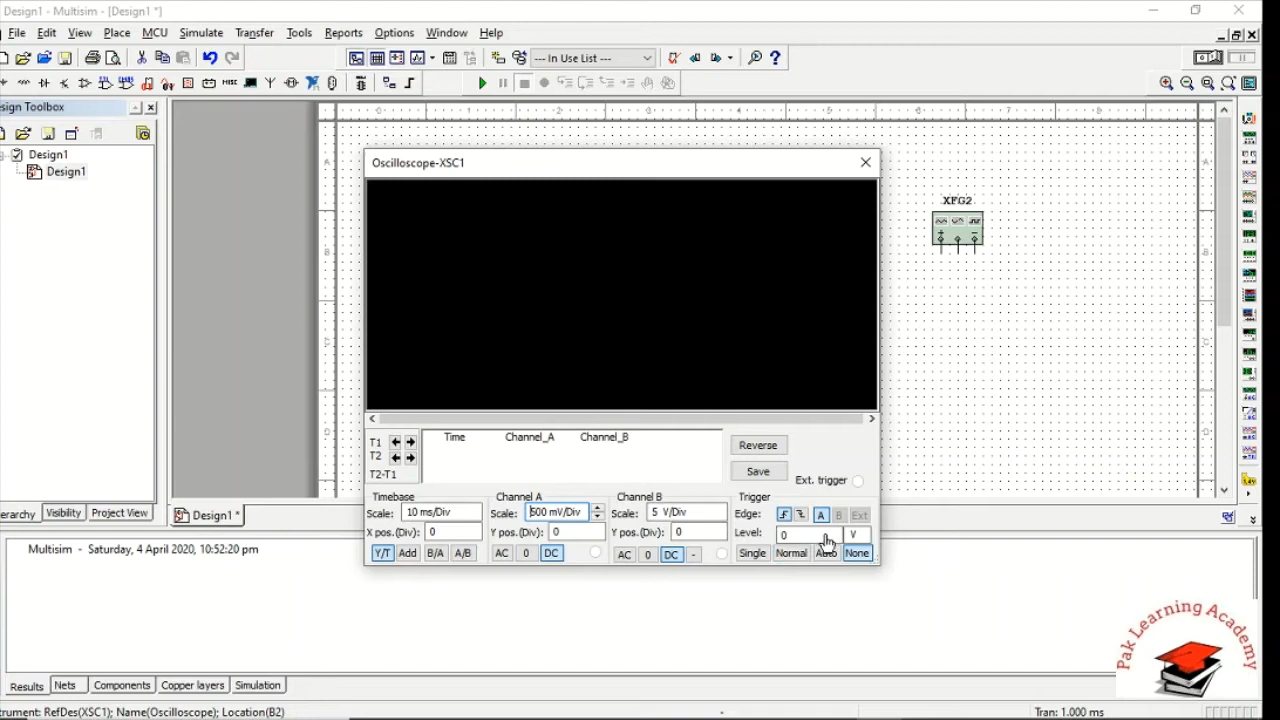 Design1 - Multisim - [Design1 *]
File Edit View Place MCU Simulate Transfer Tools Reports Options Window Help
--- In Use List ---
MISC
esign Toolbox
Design1
Design1
Oscilloscope-XSC1
XFG2
Time Channel_A Channel_B
T1
T2
T2-T1
Reverse
Save
Ext. trigger
Timebase
Scale: 10 ms/Div
X pos.(Div): 0
Y/T Add B/A A/B
Channel A
Scale: 500 mV/Div
Y pos.(Div): 0
AC 0 DC
Channel B
Scale: 5 V/Div
Y pos.(Div): 0
AC 0 DC -
Trigger
Edge: A B Ext
Level: 0 V
Single Normal Auto None
erarchy Visibility Project View
Design1 *
Multisim - Saturday, 4 April 2020, 10:52:20 pm
Pak Learning Academy
Results Nets Components Copper layers Simulation
trument: RefDes(XSC1); Name(Oscilloscope); Location(B2)
Tran: 1.000 ms